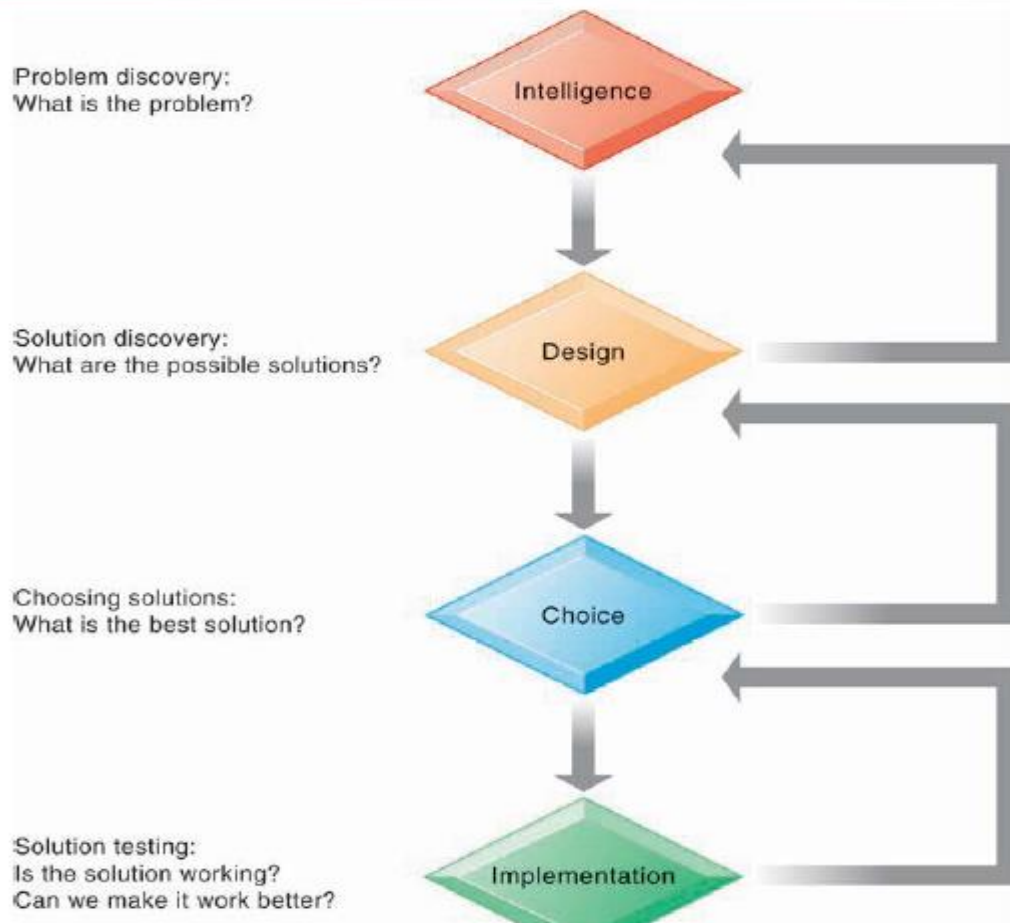 Problem discovery:
What is the problem?
Intelligence
Solution discovery:
What are the possible solutions?
Design
Choosing solutions:
What is the best solution?
Choice
Solution testing:
Is the solution working?
Can we make it work better?
Implementation